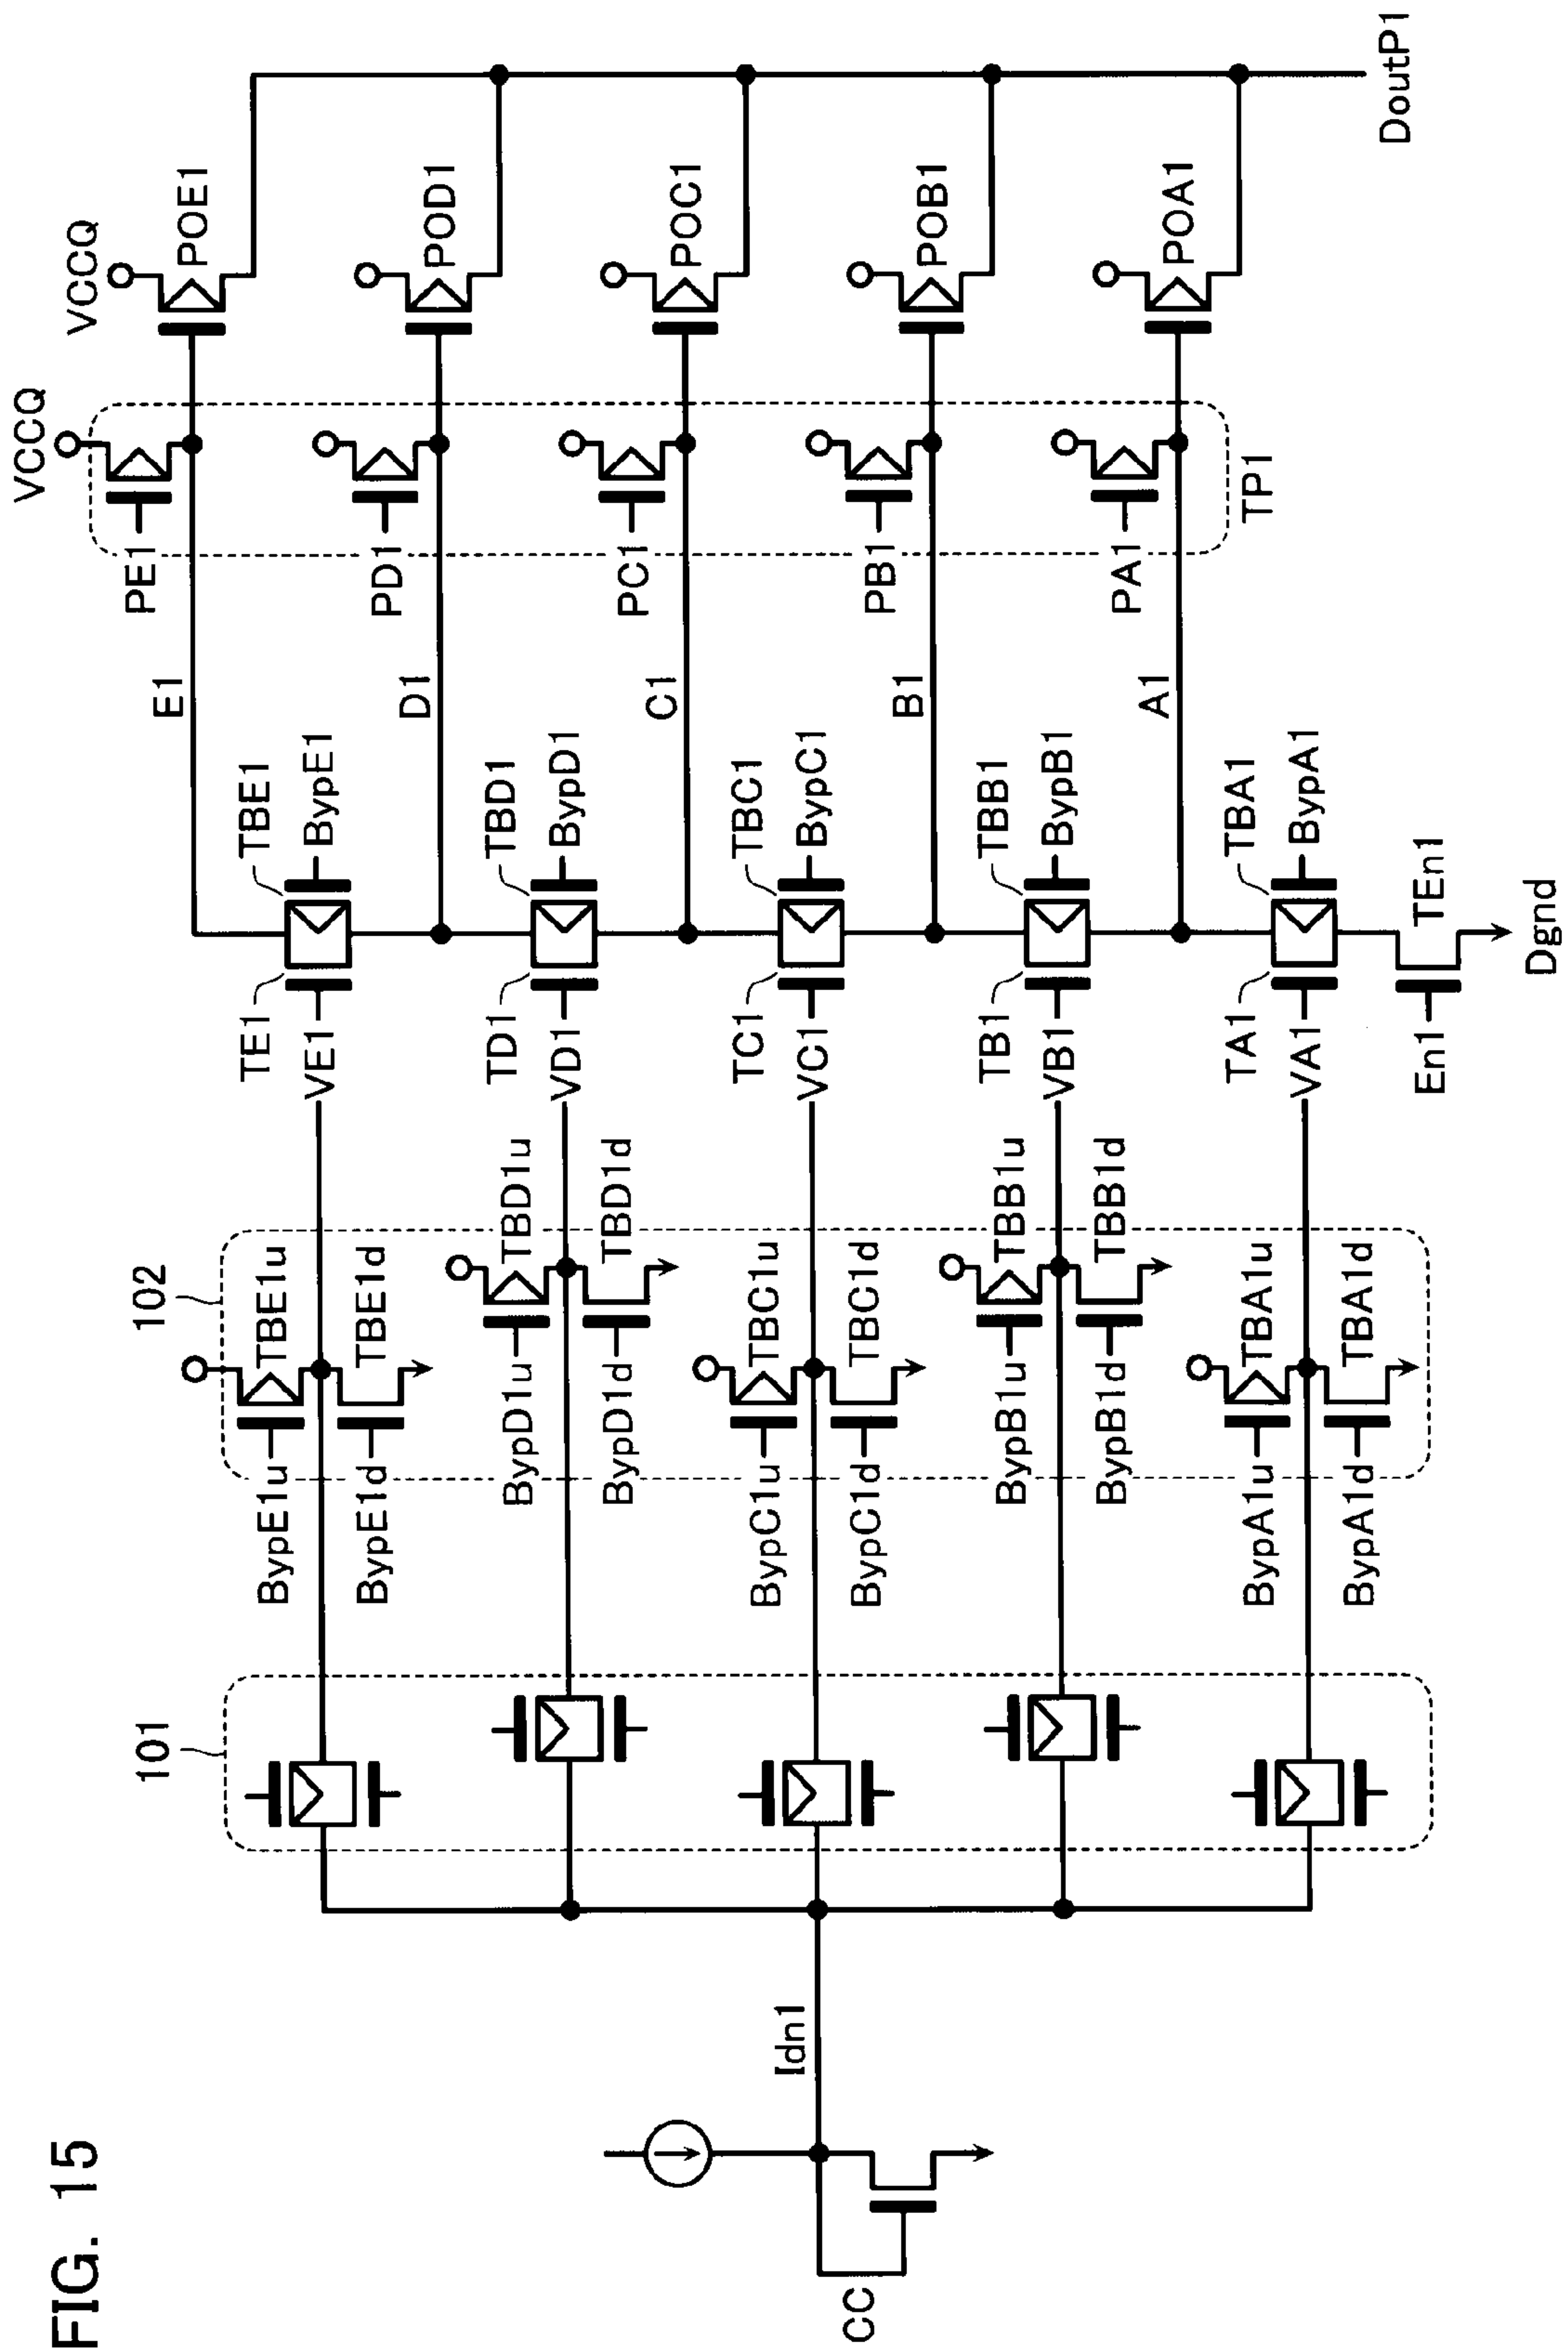 FIG. 15
VCCQ
VCCQ
PE1
POE1
E1
TE1
TBE1
VE1
BypE1
102
TBE1u
TBE1d
BypE1u
BypE1d
101
PD1
POD1
D1
TD1
TBD1
VD1
BypD1
TBD1u
TBD1d
BypD1u
BypD1d
PC1
POC1
C1
TC1
TBC1
VC1
BypC1
TBC1u
TBC1d
BypC1u
BypC1d
Idn1
CC
PB1
POB1
B1
TB1
TBB1
VB1
BypB1
TBB1u
TBB1d
BypB1u
BypB1d
PA1
POA1
A1
TA1
TBA1
VA1
BypA1
TBA1u
TBA1d
BypA1u
BypA1d
TP1
En1
TEn1
Dgnd
DoutP1